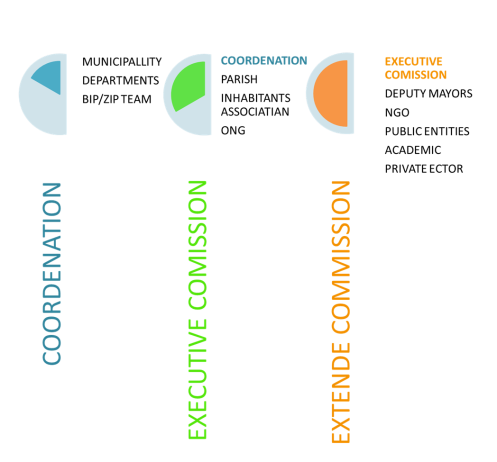 MUNICIPALLITY
DEPARTMENTS
BIP/ZIP TEAM
COORDENATION
PARISH
INHABITANTS
ASSOCIATIAN
ONG
EXECUTIVE
COMISSION
DEPUTY MAYORS
NGO
PUBLIC ENTITIES
ACADEMIC
PRIVATE ECTOR
COORDENATION
EXECUTIVE COMISSION
EXTENDE COMMISSION